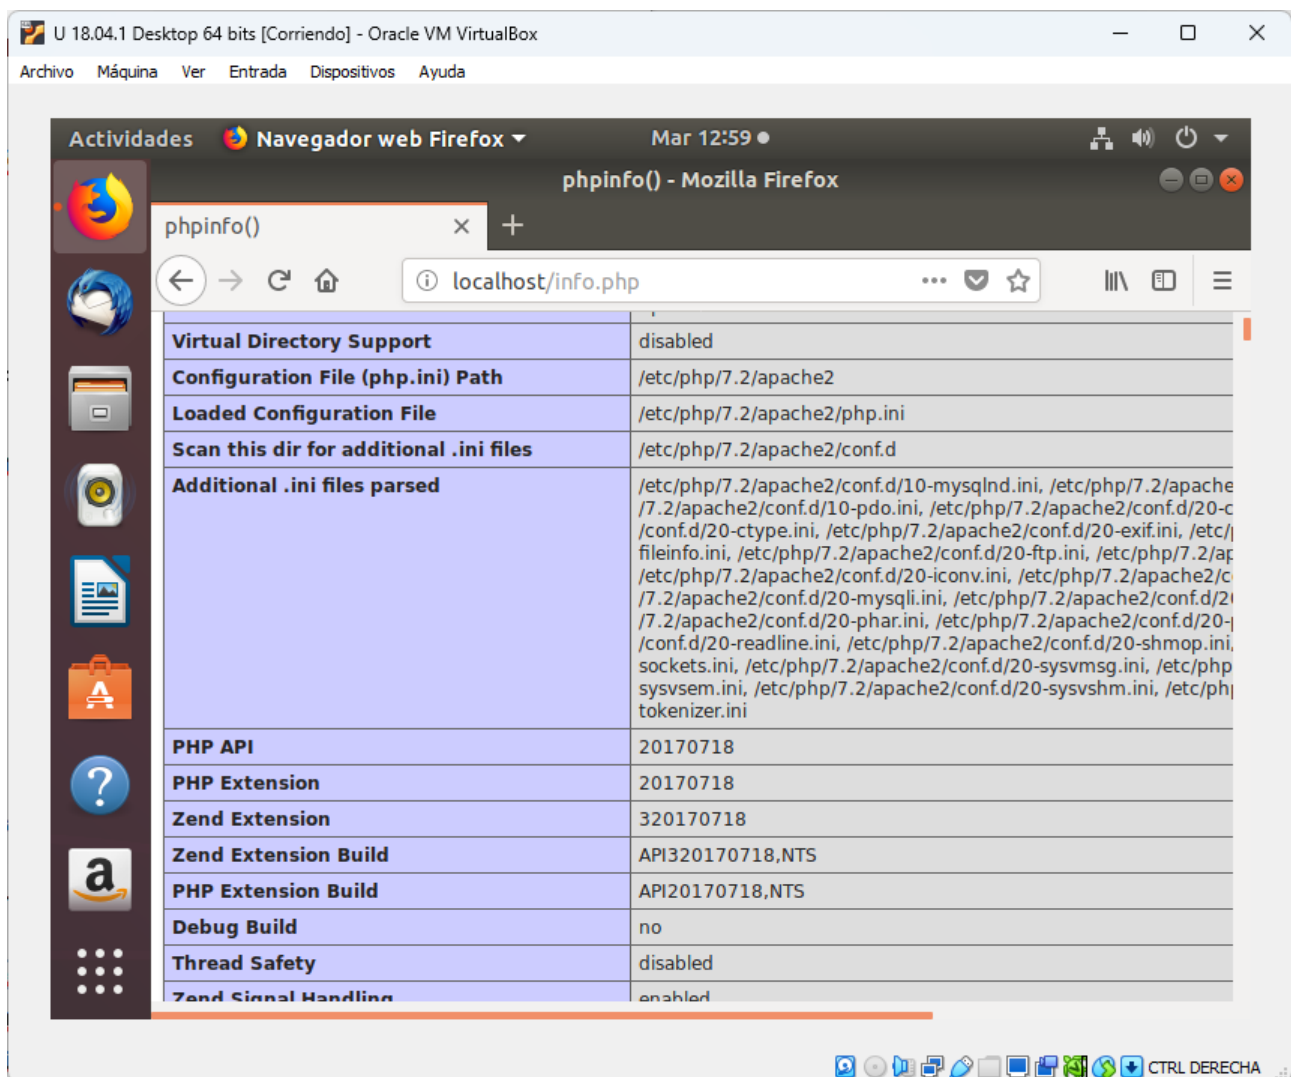 U 18.04.1 Desktop 64 bits [Corriendo] - Oracle VM VirtualBox
Archivo Máquina Ver Entrada Dispositivos Ayuda
Actividades Navegador web Firefox Mar 12:59
phpinfo() - Mozilla Firefox
phpinfo()
localhost/info.php
Virtual Directory Support disabled
Configuration File (php.ini) Path /etc/php/7.2/apache2
Loaded Configuration File /etc/php/7.2/apache2/php.ini
Scan this dir for additional .ini files /etc/php/7.2/apache2/conf.d
Additional .ini files parsed /etc/php/7.2/apache2/conf.d/10-mysqlnd.ini, /etc/php/7.2/apache
/7.2/apache2/conf.d/10-pdo.ini, /etc/php/7.2/apache2/conf.d/20-c
/conf.d/20-ctype.ini, /etc/php/7.2/apache2/conf.d/20-exif.ini, /etc/
fileinfo.ini, /etc/php/7.2/apache2/conf.d/20-ftp.ini, /etc/php/7.2/ap
/etc/php/7.2/apache2/conf.d/20-iconv.ini, /etc/php/7.2/apache2/c
/7.2/apache2/conf.d/20-mysqli.ini, /etc/php/7.2/apache2/conf.d/2
/7.2/apache2/conf.d/20-phar.ini, /etc/php/7.2/apache2/conf.d/20-
/conf.d/20-readline.ini, /etc/php/7.2/apache2/conf.d/20-shmop.ini,
sockets.ini, /etc/php/7.2/apache2/conf.d/20-sysvmsg.ini, /etc/php
sysvsem.ini, /etc/php/7.2/apache2/conf.d/20-sysvshm.ini, /etc/ph
tokenizer.ini
PHP API 20170718
PHP Extension 20170718
Zend Extension 320170718
Zend Extension Build API320170718,NTS
PHP Extension Build API20170718,NTS
Debug Build no
Thread Safety disabled
Zend Signal Handling enabled
CTRL DERECHA